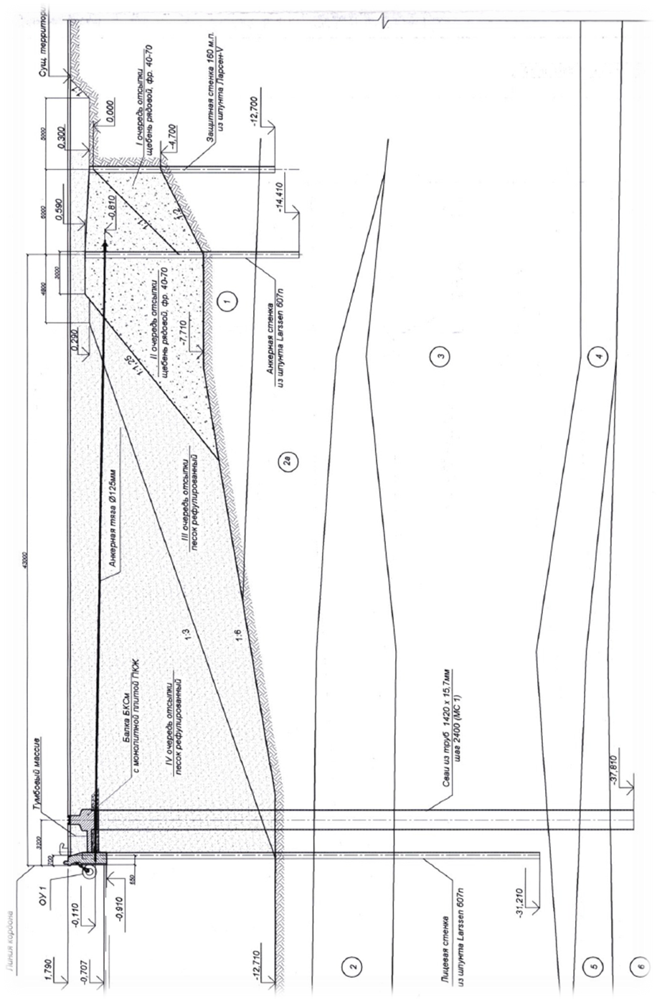 Линия кордона
1,790
-0,707
-0,110
-0,910
ОУ 1
-12,710
-31,210
-37,810
700
3200
550
Тумбовый массив
Балка БКСм
с монолитной плитой ПКЖ
IV очередь отсыпки
песок рефулированный
1:3
1:6
43000
Анкерная тяга Ø125мм
III очередь отсыпки
песок рефулированный
1:1,25
0,290
4800
3000
II очередь отсыпки
щебень рядовой, фр. 40-70
-7,710
0,590
6000
-0,810
1:1
1:2
0,300
5000
0,000
I очередь отсыпки
щебень рядовой, фр. 40-70
-4,700
Сущ. территори
Защитная стенка 160 м.п.
из шпунта Ларсен-V
-12,700
-14,410
Анкерная стенка
из шпунта Larssen 607n
Сваи из труб 1420 x 15,7мм
шаг 2400 (МС 1)
Лицевая стенка
из шпунта Larssen 607n
1
2а
3
4
2
5
6